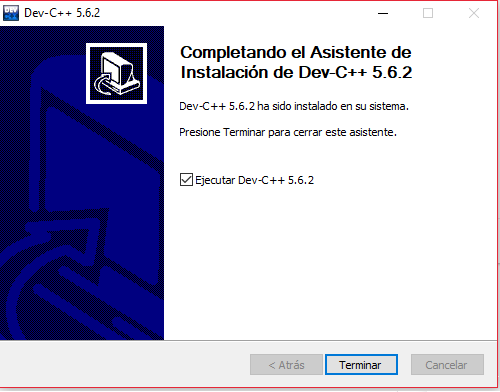 Dev-C++ 5.6.2
Completando el Asistente de
Instalación de Dev-C++ 5.6.2
Dev-C++ 5.6.2 ha sido instalado en su sistema.
Presione Terminar para cerrar este asistente.
Ejecutar Dev-C++ 5.6.2
< Atrás Terminar Cancelar